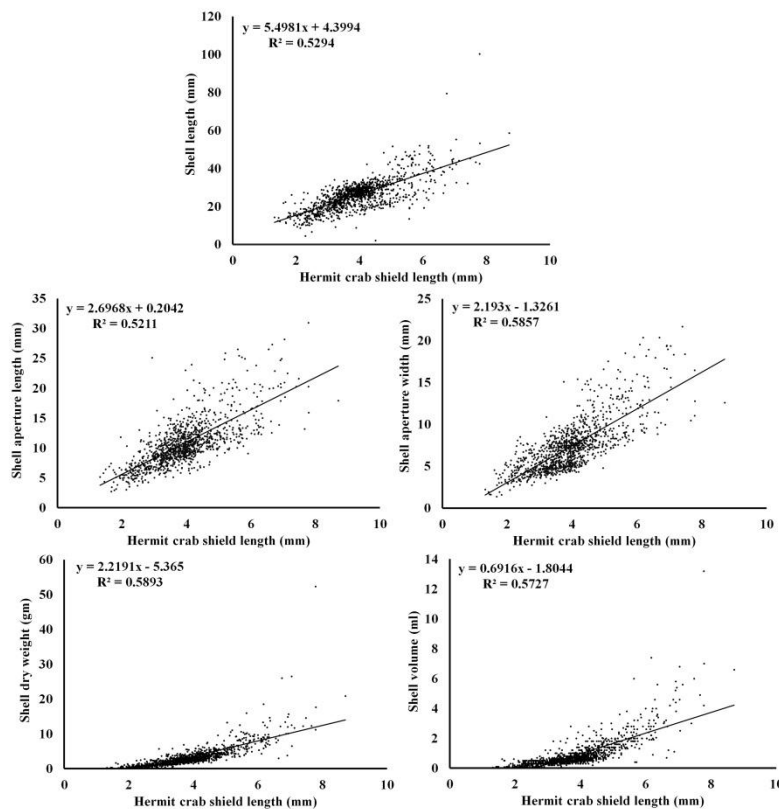 y = 5.4981x + 4.3994
R² = 0.5294
Shell length (mm)
120
100
80
60
40
20
0
0 2 4 6 8 10
Hermit crab shield length (mm)
y = 2.6968x + 0.2042
R² = 0.5211
Shell aperture length (mm)
35
30
25
20
15
10
5
0
0 2 4 6 8 10
Hermit crab shield length (mm)
y = 2.193x - 1.3261
R² = 0.5857
Shell aperture width (mm)
25
20
15
10
5
0
0 2 4 6 8 10
Hermit crab shield length (mm)
y = 2.2191x - 5.365
R² = 0.5893
Shell dry weight (gm)
60
50
40
30
20
10
0
0 2 4 6 8 10
Hermit crab shield length (mm)
y = 0.6916x - 1.8044
R² = 0.5727
Shell volume (ml)
14
12
10
8
6
4
2
0
0 2 4 6 8 10
Hermit crab shield length (mm)